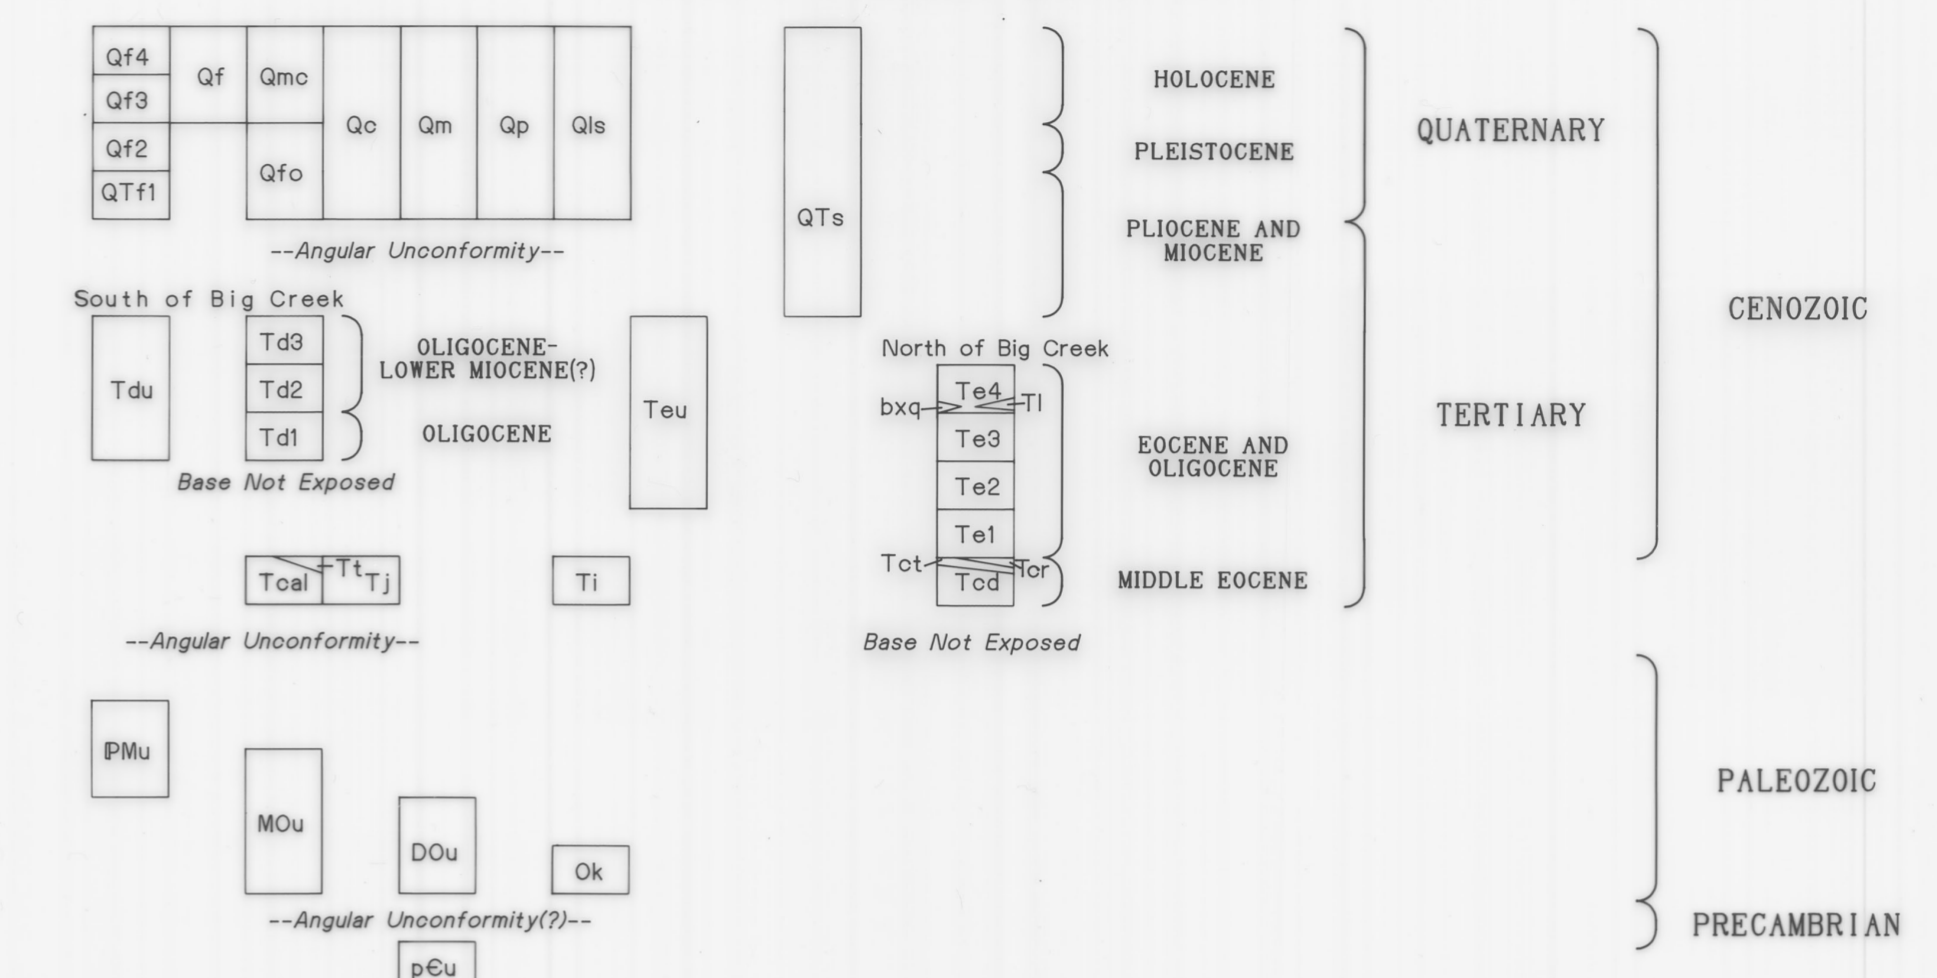 Qf4
Qf3
Qf2
QTf1
Qf
Qmc
Qfo
Qc
Qm
Qp
Qls
--Angular Unconformity--
QTs
HOLOCENE
PLEISTOCENE
PLIOCENE AND
MIOCENE
QUATERNARY
CENOZOIC
South of Big Creek
Tdu
Td3
Td2
Td1
OLIGOCENE-
LOWER MIOCENE(?)
OLIGOCENE
Base Not Exposed
Teu
North of Big Creek
Te4
bxq
Tl
Te3
Te2
Te1
EOCENE AND
OLIGOCENE
TERTIARY
Tcal
Tt
Tj
Ti
Tct
Tcr
Tcd
MIDDLE EOCENE
--Angular Unconformity--
Base Not Exposed
ℙMu
MOu
DOu
Ok
PALEOZOIC
--Angular Unconformity(?)--
p€u
PRECAMBRIAN